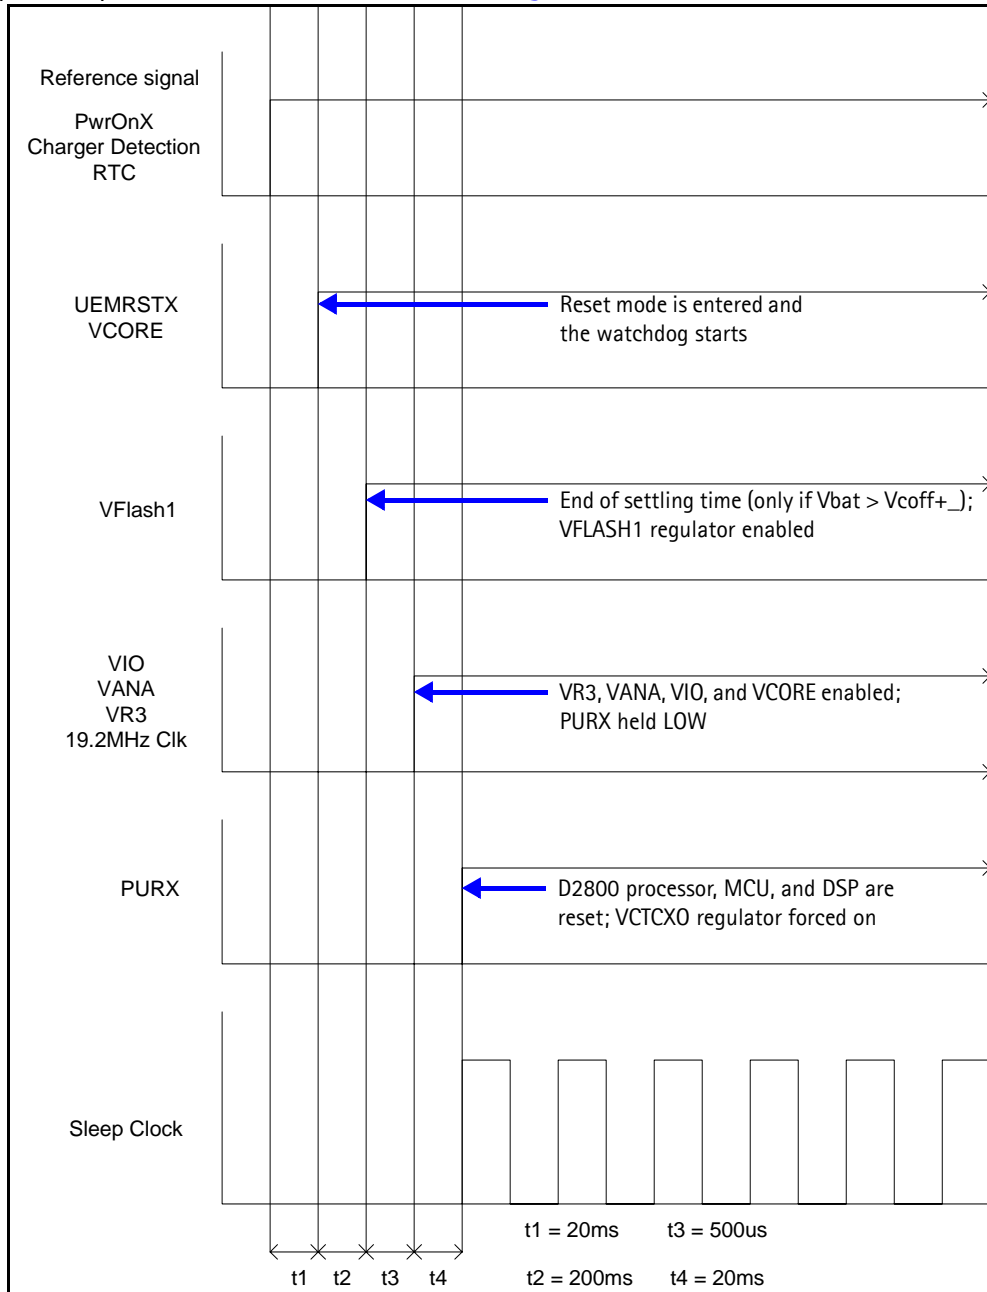 Reference signal
PwrOnX
Charger Detection
RTC
UEMRSTX
VCORE
Reset mode is entered and
the watchdog starts
VFlash1
End of settling time (only if Vbat > Vcoff+_);
VFLASH1 regulator enabled
VIO
VANA
VR3
19.2MHz Clk
VR3, VANA, VIO, and VCORE enabled;
PURX held LOW
PURX
D2800 processor, MCU, and DSP are
reset; VCTCXO regulator forced on
Sleep Clock
t1 = 20ms t3 = 500us
t1 t2 t3 t4 t2 = 200ms t4 = 20ms